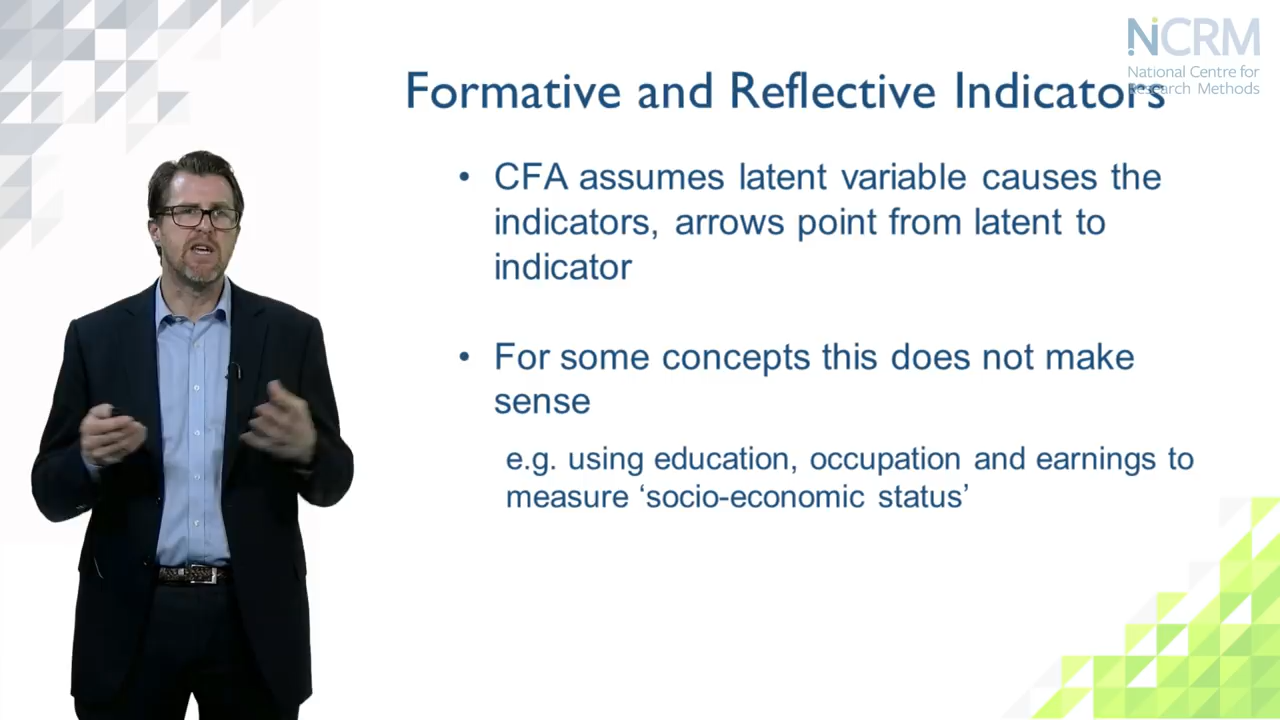 NCRM
National Centre for
Research Methods
Formative and Reflective Indicators
• CFA assumes latent variable causes the
indicators, arrows point from latent to
indicator
• For some concepts this does not make
sense
e.g. using education, occupation and earnings to
measure ‘socio-economic status’